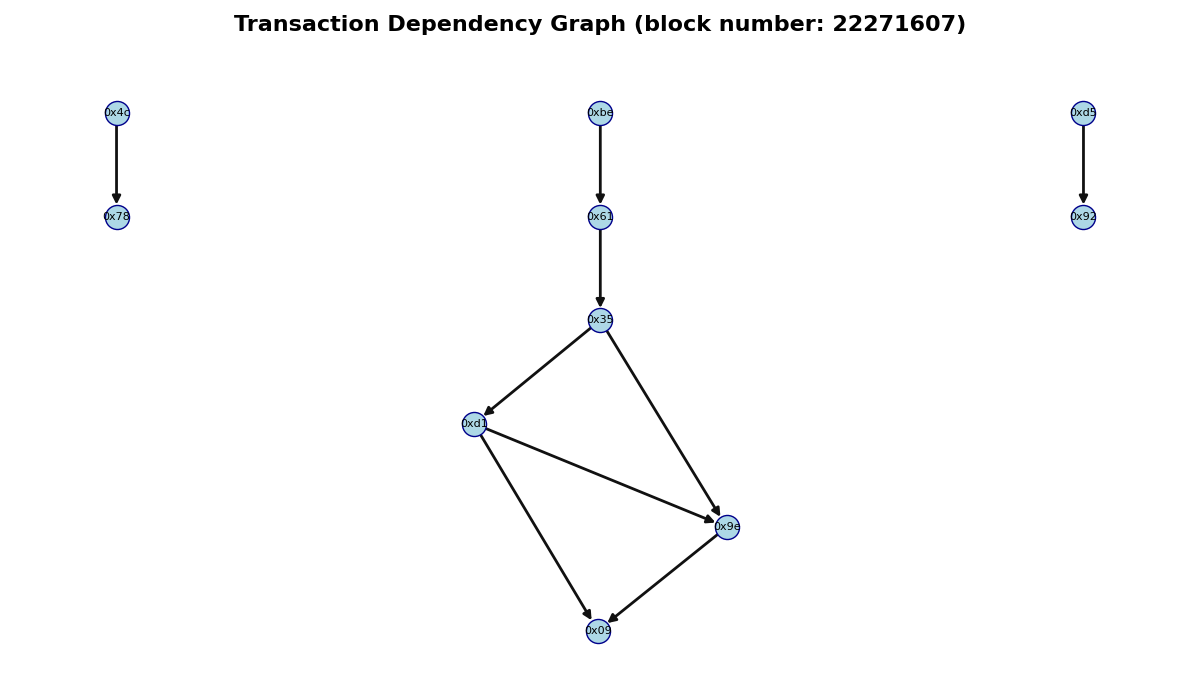 Transaction Dependency Graph (block number: 22271607)
0x4c 0xbe 0xd5
0x78 0x61 0x92
0x35
0xd1
0x9e
0x09